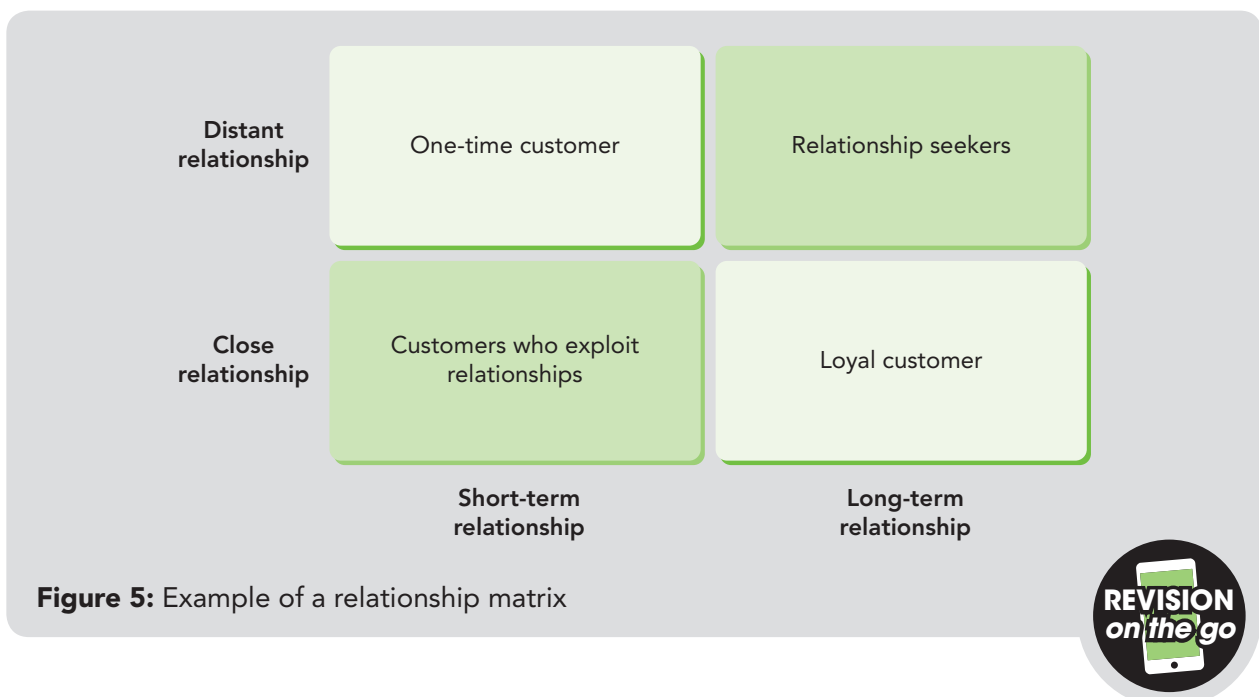 Distant
relationship
One-time customer
Relationship seekers
Close
relationship
Customers who exploit
relationships
Loyal customer
Short-term
relationship
Long-term
relationship
Figure 5: Example of a relationship matrix
REVISION
on the go